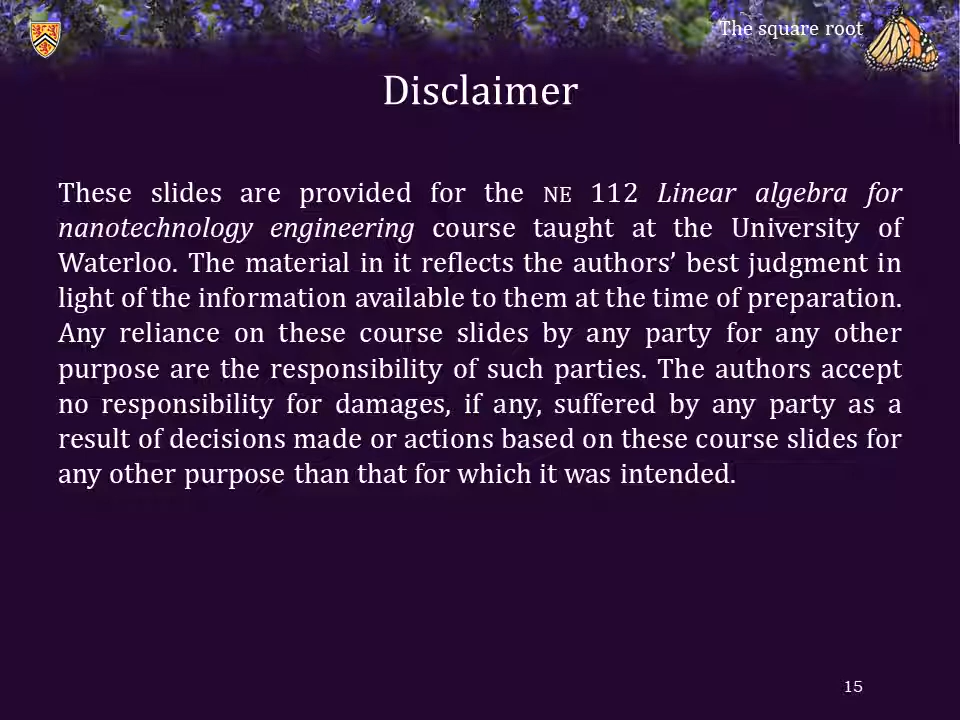 The square root
Disclaimer
These slides are provided for the NE 112 Linear algebra for
nanotechnology engineering course taught at the University of
Waterloo. The material in it reflects the authors’ best judgment in
light of the information available to them at the time of preparation.
Any reliance on these course slides by any party for any other
purpose are the responsibility of such parties. The authors accept
no responsibility for damages, if any, suffered by any party as a
result of decisions made or actions based on these course slides for
any other purpose than that for which it was intended.
15